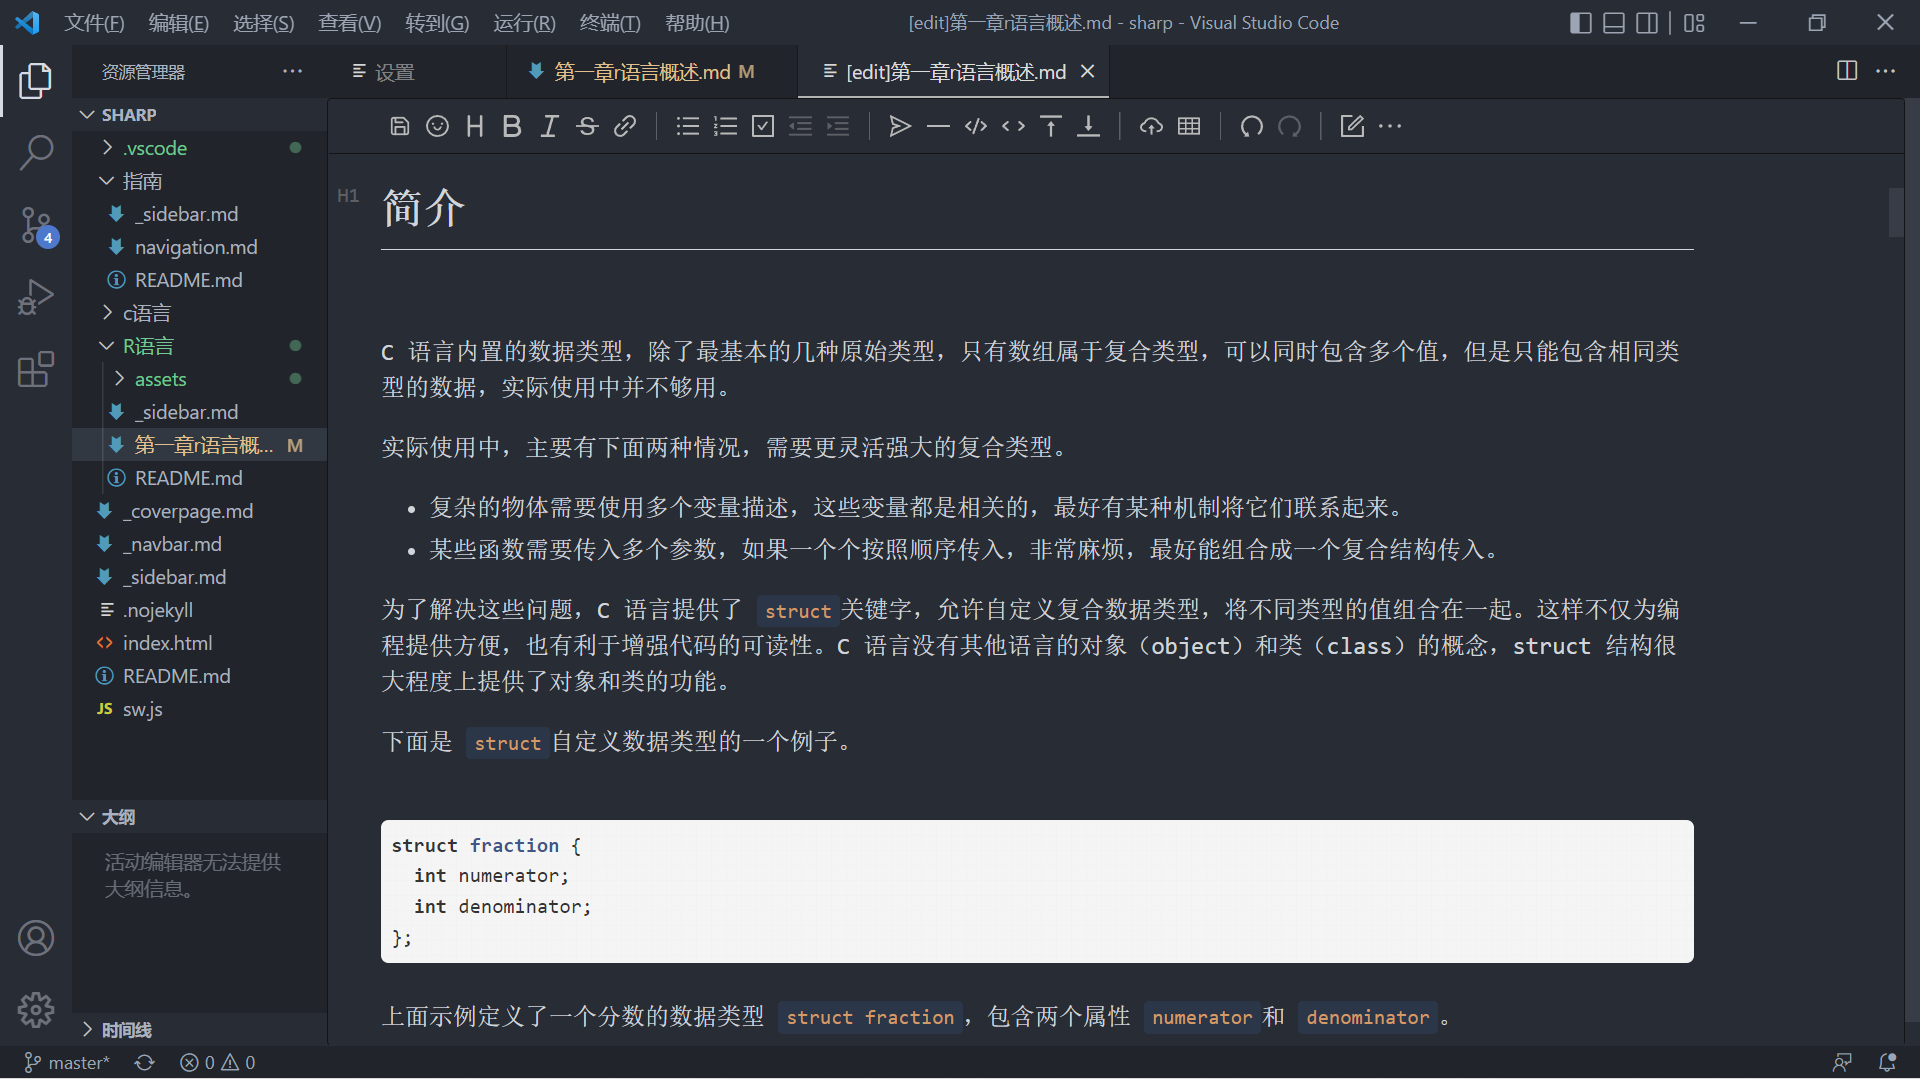 文件(F) 编辑(E) 选择(S) 查看(V) 转到(G) 运行(R) 终端(T) 帮助(H)
[edit]第一章r语言概述.md - sharp - Visual Studio Code
资源管理器
设置
第一章r语言概述.md M
[edit]第一章r语言概述.md
SHARP
.vscode
指南
_sidebar.md
navigation.md
README.md
c语言
R语言
assets
_sidebar.md
第一章r语言概... M
README.md
_coverpage.md
_navbar.md
_sidebar.md
.nojekyll
index.html
README.md
JS sw.js
4
大纲
活动编辑器无法提供
大纲信息。
时间线
H1 简介
C 语言内置的数据类型，除了最基本的几种原始类型，只有数组属于复合类型，可以同时包含多个值，但是只能包含相同类
型的数据，实际使用中并不够用。
实际使用中，主要有下面两种情况，需要更灵活强大的复合类型。
• 复杂的物体需要使用多个变量描述，这些变量都是相关的，最好有某种机制将它们联系起来。
• 某些函数需要传入多个参数，如果一个个按照顺序传入，非常麻烦，最好能组合成一个复合结构传入。
为了解决这些问题，C 语言提供了 struct关键字，允许自定义复合数据类型，将不同类型的值组合在一起。这样不仅为编
程提供方便，也有利于增强代码的可读性。C 语言没有其他语言的对象（object）和类（class）的概念，struct 结构很
大程度上提供了对象和类的功能。
下面是 struct自定义数据类型的一个例子。
struct fraction {
  int numerator;
  int denominator;
};
上面示例定义了一个分数的数据类型 struct fraction，包含两个属性 numerator和 denominator。
master* 0 0